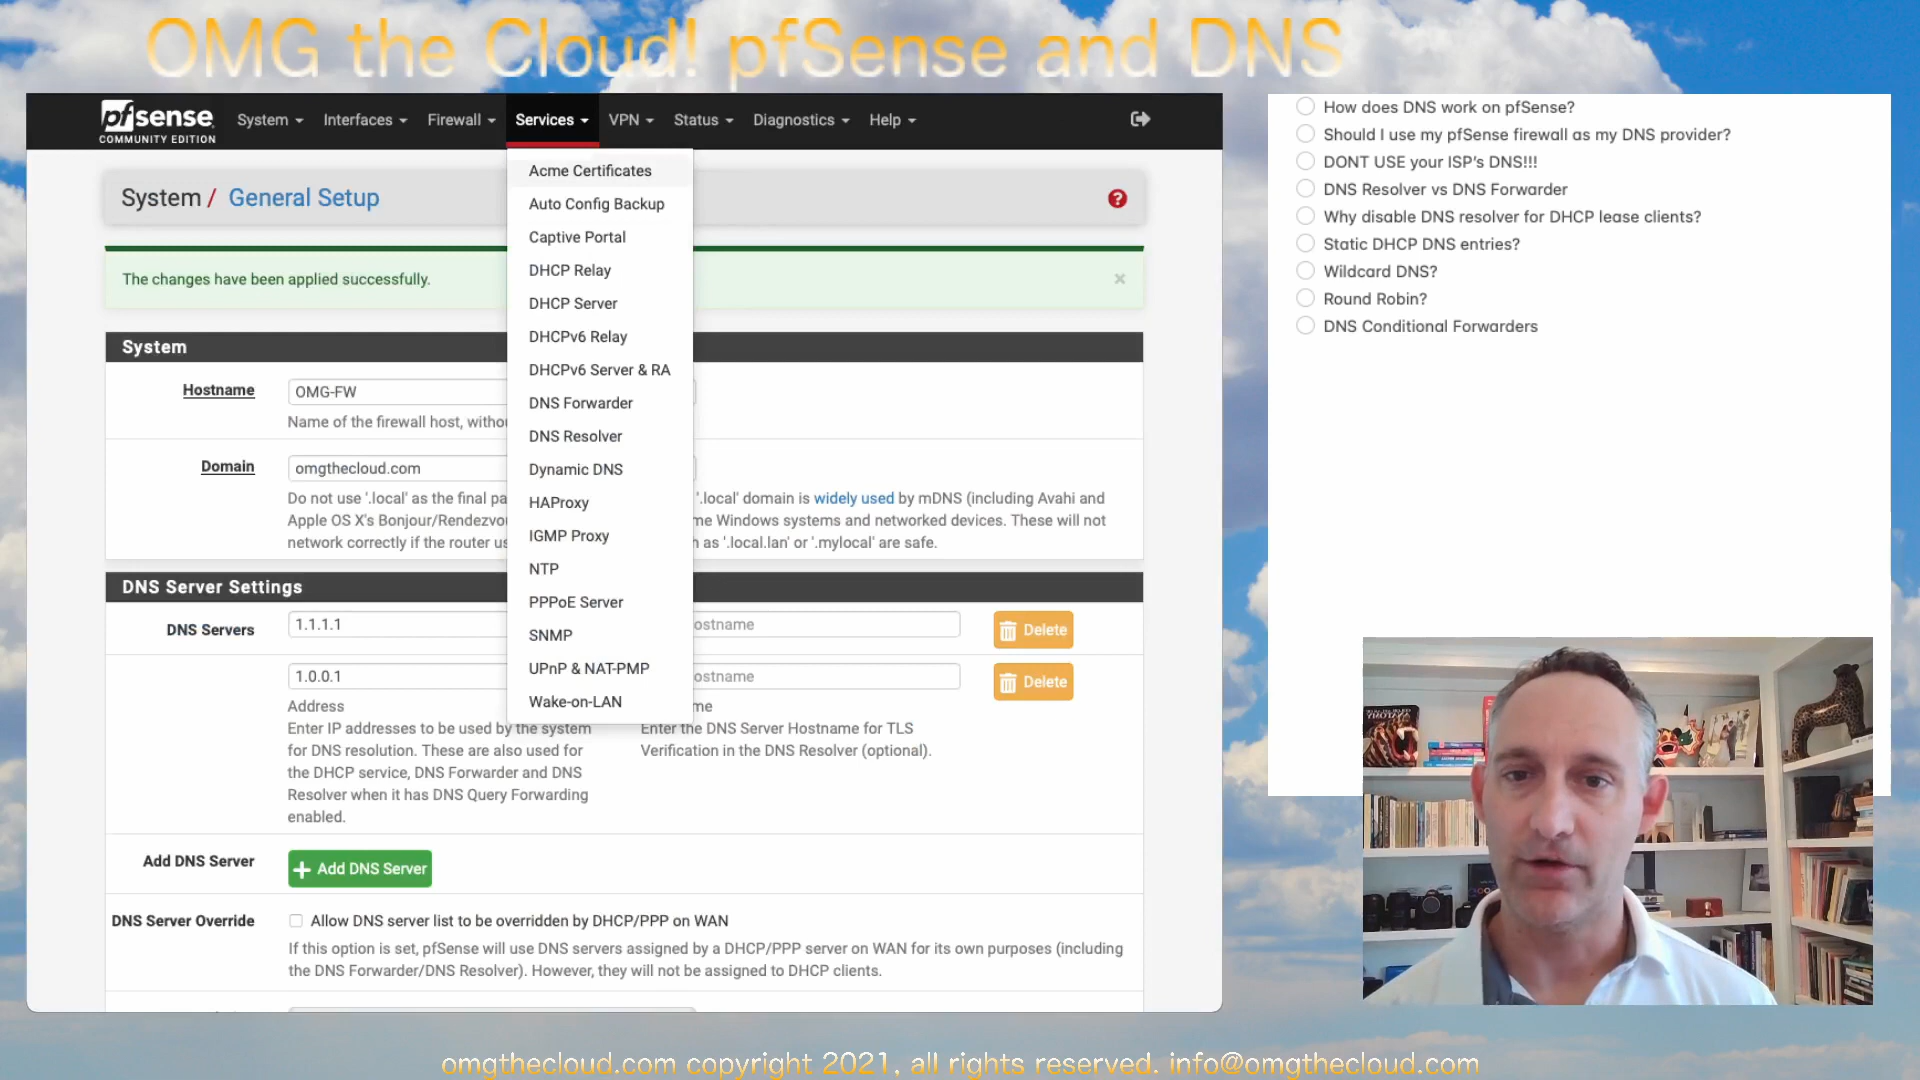 OMG the Cloud! pfSense and DNS
pfsense
COMMUNITY EDITION
System
Interfaces
Firewall
Services
VPN
Status
Diagnostics
Help
Acme Certificates
Auto Config Backup
Captive Portal
DHCP Relay
DHCP Server
DHCPv6 Relay
DHCPv6 Server & RA
DNS Forwarder
DNS Resolver
Dynamic DNS
HAProxy
IGMP Proxy
NTP
PPPoE Server
SNMP
UPnP & NAT-PMP
Wake-on-LAN
System / General Setup
?
The changes have been applied successfully.
×
System
Hostname
OMG-FW
Name of the firewall host,
Domain
omgthecloud.com
Do not use '.local' as the final
'.local' domain is widely used by mDNS (including Avahi and
Apple OS X's
Windows systems and networked devices. These will not
network correctly if the router
as '.local.lan' or '.mylocal' are safe.
DNS Server Settings
DNS Servers
1.1.1.1
ostname
Delete
1.0.0.1
ostname
Delete
Address
me
Enter IP addresses to be used by the system
for DNS resolution. These are also used for
the DHCP service, DNS Forwarder and DNS
Resolver when it has DNS Query Forwarding
enabled.
Enter the DNS Server Hostname for TLS
Verification in the DNS Resolver (optional).
Add DNS Server
+ Add DNS Server
DNS Server Override
Allow DNS server list to be overridden by DHCP/PPP on WAN
If this option is set, pfSense will use DNS servers assigned by a DHCP/PPP server on WAN for its own purposes (including
the DNS Forwarder/DNS Resolver). However, they will not be assigned to DHCP clients.
How does DNS work on pfSense?
Should I use my pfSense firewall as my DNS provider?
DONT USE your ISP's DNS!!!
DNS Resolver vs DNS Forwarder
Why disable DNS resolver for DHCP lease clients?
Static DHCP DNS entries?
Wildcard DNS?
Round Robin?
DNS Conditional Forwarders
omgthecloud.com copyright 2021, all rights reserved. info@omgthecloud.com